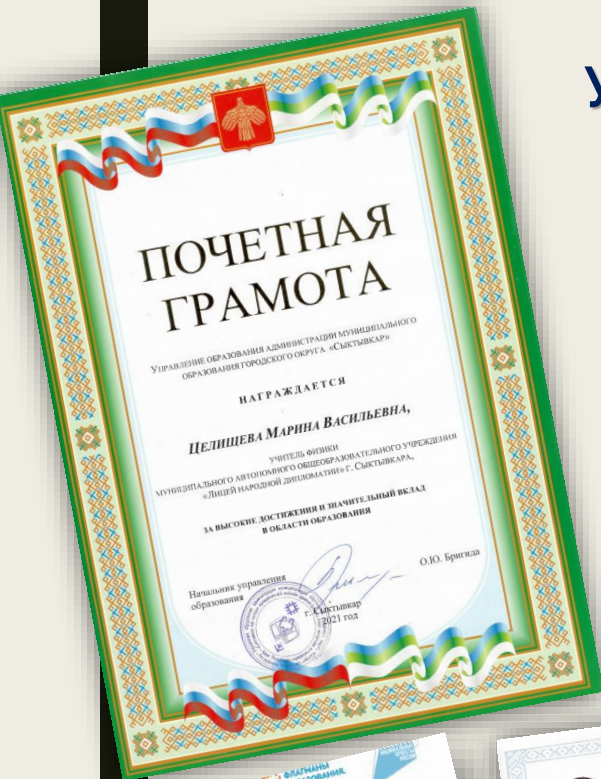 У
ПОЧЕТНАЯ
ГРАМОТА
УПРАВЛЕНИЕ ОБРАЗОВАНИЯ АДМИНИСТРАЦИИ МУНИЦИПАЛЬНОГО
ОБРАЗОВАНИЯ ГОРОДСКОГО ОКРУГА «СЫКТЫВКАР»
НАГРАЖДАЕТСЯ
ЦЕЛИЩЕВА МАРИНА ВАСИЛЬЕВНА,
УЧИТЕЛЬ ФИЗИКИ
МУНИЦИПАЛЬНОГО АВТОНОМНОГО ОБЩЕОБРАЗОВАТЕЛЬНОГО УЧРЕЖДЕНИЯ
«ЛИЦЕЙ НАРОДНОЙ ДИПЛОМАТИИ» Г. СЫКТЫВКАРА,
ЗА ВЫСОКИЕ ДОСТИЖЕНИЯ И ЗНАЧИТЕЛЬНЫЙ ВКЛАД
В ОБЛАСТИ ОБРАЗОВАНИЯ
Начальник управления
образования
О.Ю. Бригида
г. Сыктывкар
2021 год
ФЛАГМАНЫ
ОБРАЗОВАНИЯ.